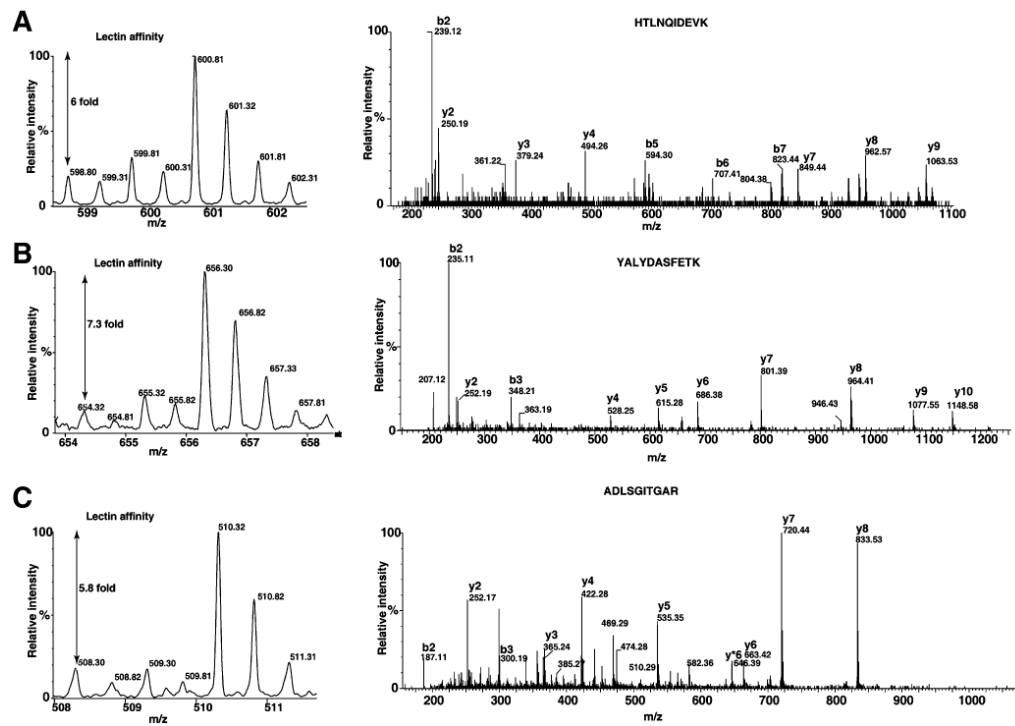 A
Lectin affinity
Relative intensity
100
%
0
6 fold
598.80
599.31
599.81
600.31
600.81
601.32
601.81
602.31
599
600
601
602
m/z
HTLNQIDEVK
Relative intensity
100
%
0
b2
239.12
y2
250.19
361.22
y3
379.24
y4
494.26
b5
594.30
b6
707.41
804.38
b7
823.44
y7
849.44
y8
962.57
y9
1063.53
200
300
400
500
600
700
800
900
1000
1100
m/z
B
Lectin affinity
Relative intensity
100
%
0
7.3 fold
654.32
654.81
655.32
655.82
656.30
656.82
657.33
657.81
654
655
656
657
658
m/z
YALYDASFETK
Relative intensity
100
%
0
b2
235.11
207.12
y2
252.19
b3
348.21
363.19
y4
528.25
y5
615.28
y6
686.38
y7
801.39
946.43
y8
964.41
y9
1077.55
y10
1148.58
200
300
400
500
600
700
800
900
1000
1100
1200
m/z
C
Lectin affinity
Relative intensity
100
%
0
5.8 fold
508.30
508.82
509.30
509.81
510.32
510.82
511.31
508
509
510
511
m/z
ADLSGITGAR
Relative intensity
100
%
0
b2
187.11
y2
252.17
b3
300.19
y3
365.24
y4
422.28
469.29
474.28
510.29
y5
535.35
582.36
y*6
646.39
y6
663.42
y7
720.44
y8
833.53
200
300
400
500
600
700
800
900
1000
m/z